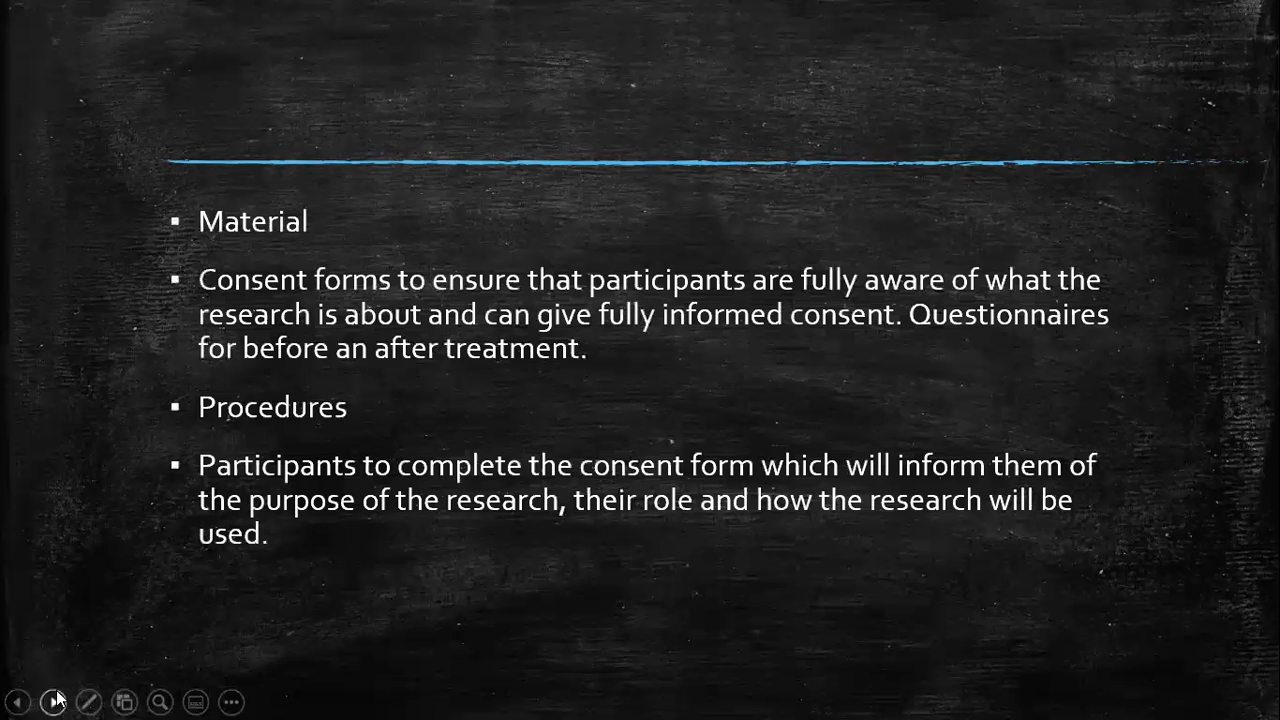 ▪ Material
▪ Consent forms to ensure that participants are fully aware of what the
research is about and can give fully informed consent. Questionnaires
for before an after treatment.
▪ Procedures
▪ Participants to complete the consent form which will inform them of
the purpose of the research, their role and how the research will be
used.